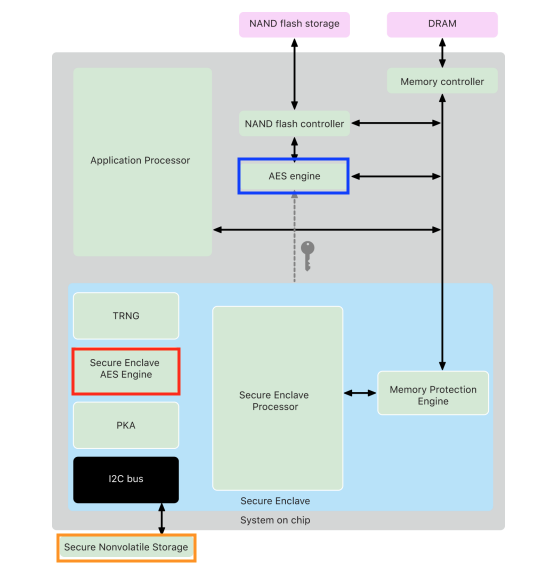 NAND flash storage
DRAM
Memory controller
NAND flash controller
Application Processor
AES engine
TRNG
Secure Enclave
AES Engine
Secure Enclave
Processor
Memory Protection
Engine
PKA
I2C bus
Secure Enclave
System on chip
Secure Nonvolatile Storage